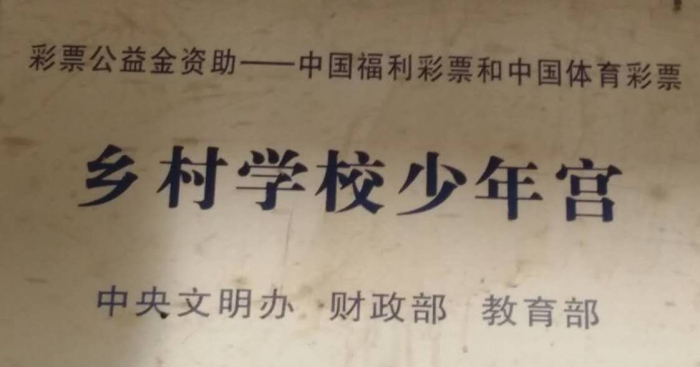 彩票公益金资助——中国福利彩票和中国体育彩票
乡村学校少年宫
中央文明办 财政部 教育部